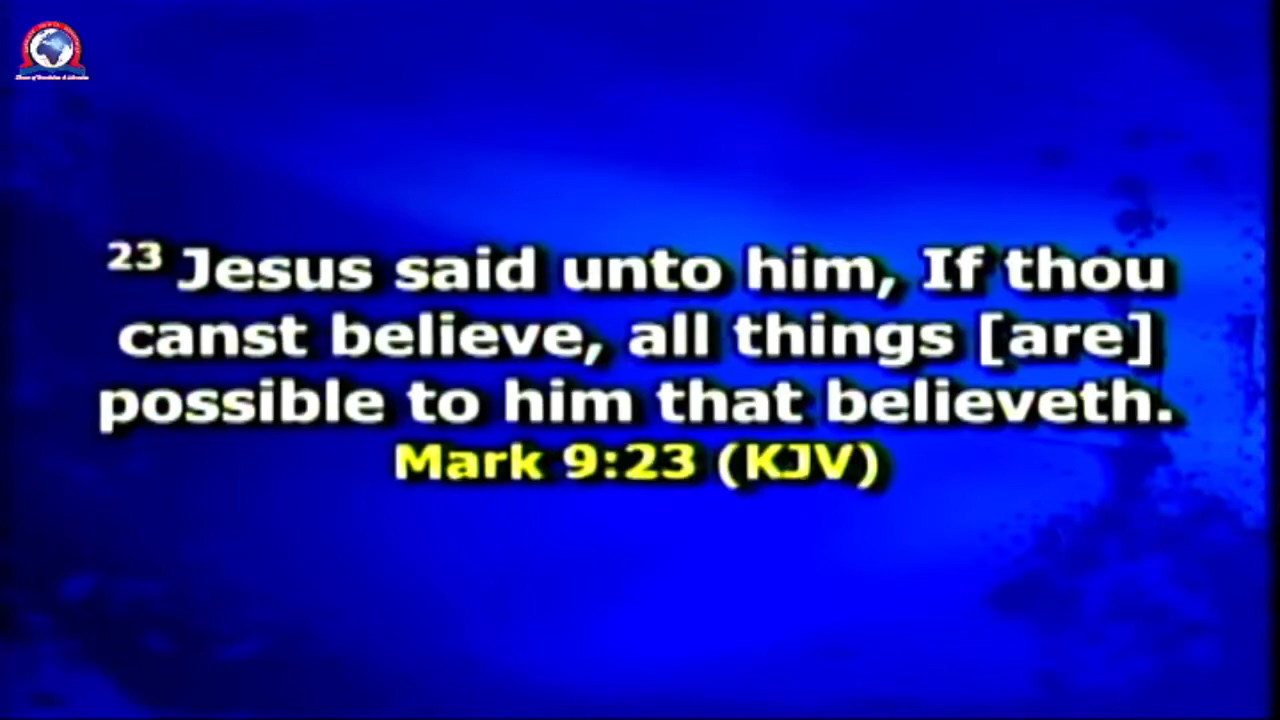 23 Jesus said unto him, If thou
canst believe, all things [are]
possible to him that believeth.
Mark 9:23 (KJV)